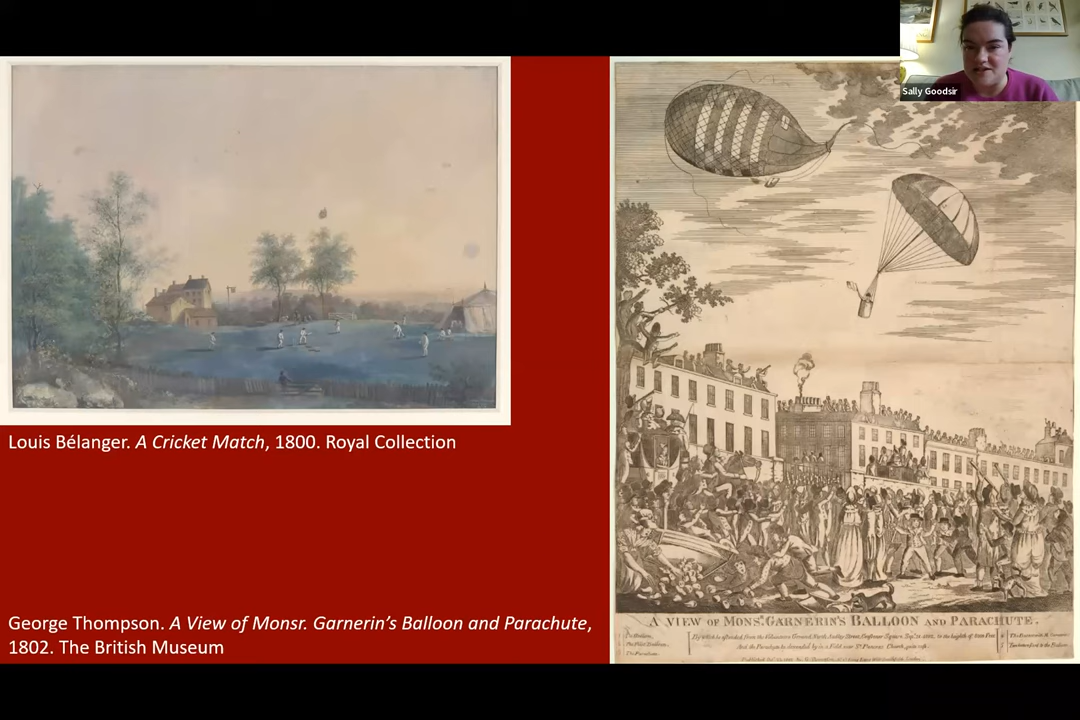 Sally Goodsir
Louis Bélanger. A Cricket Match, 1800. Royal Collection
George Thompson. A View of Monsr. Garnerin's Balloon and Parachute,
1802. The British Museum
A VIEW OF MONSR. GARNERIN'S BALLOON AND PARACHUTE.